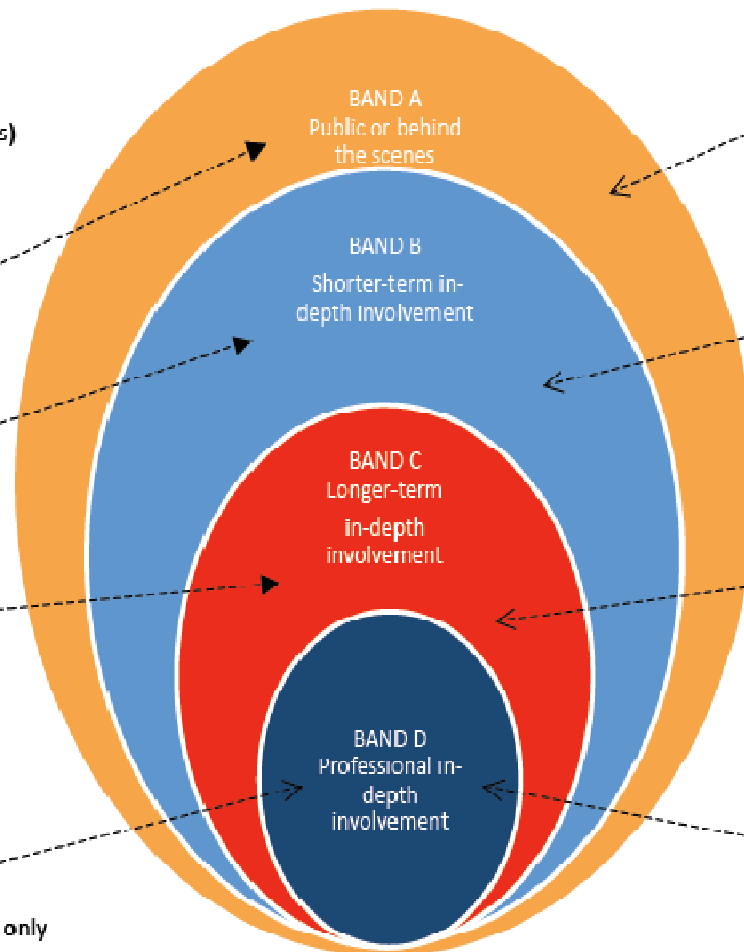 BAND A
Public or behind
the scenes
s)
BAND B
Shorter-term in-
depth involvement
BAND C
Longer-term
in-depth
involvement
BAND D
Professional in-
depth
involvement
only